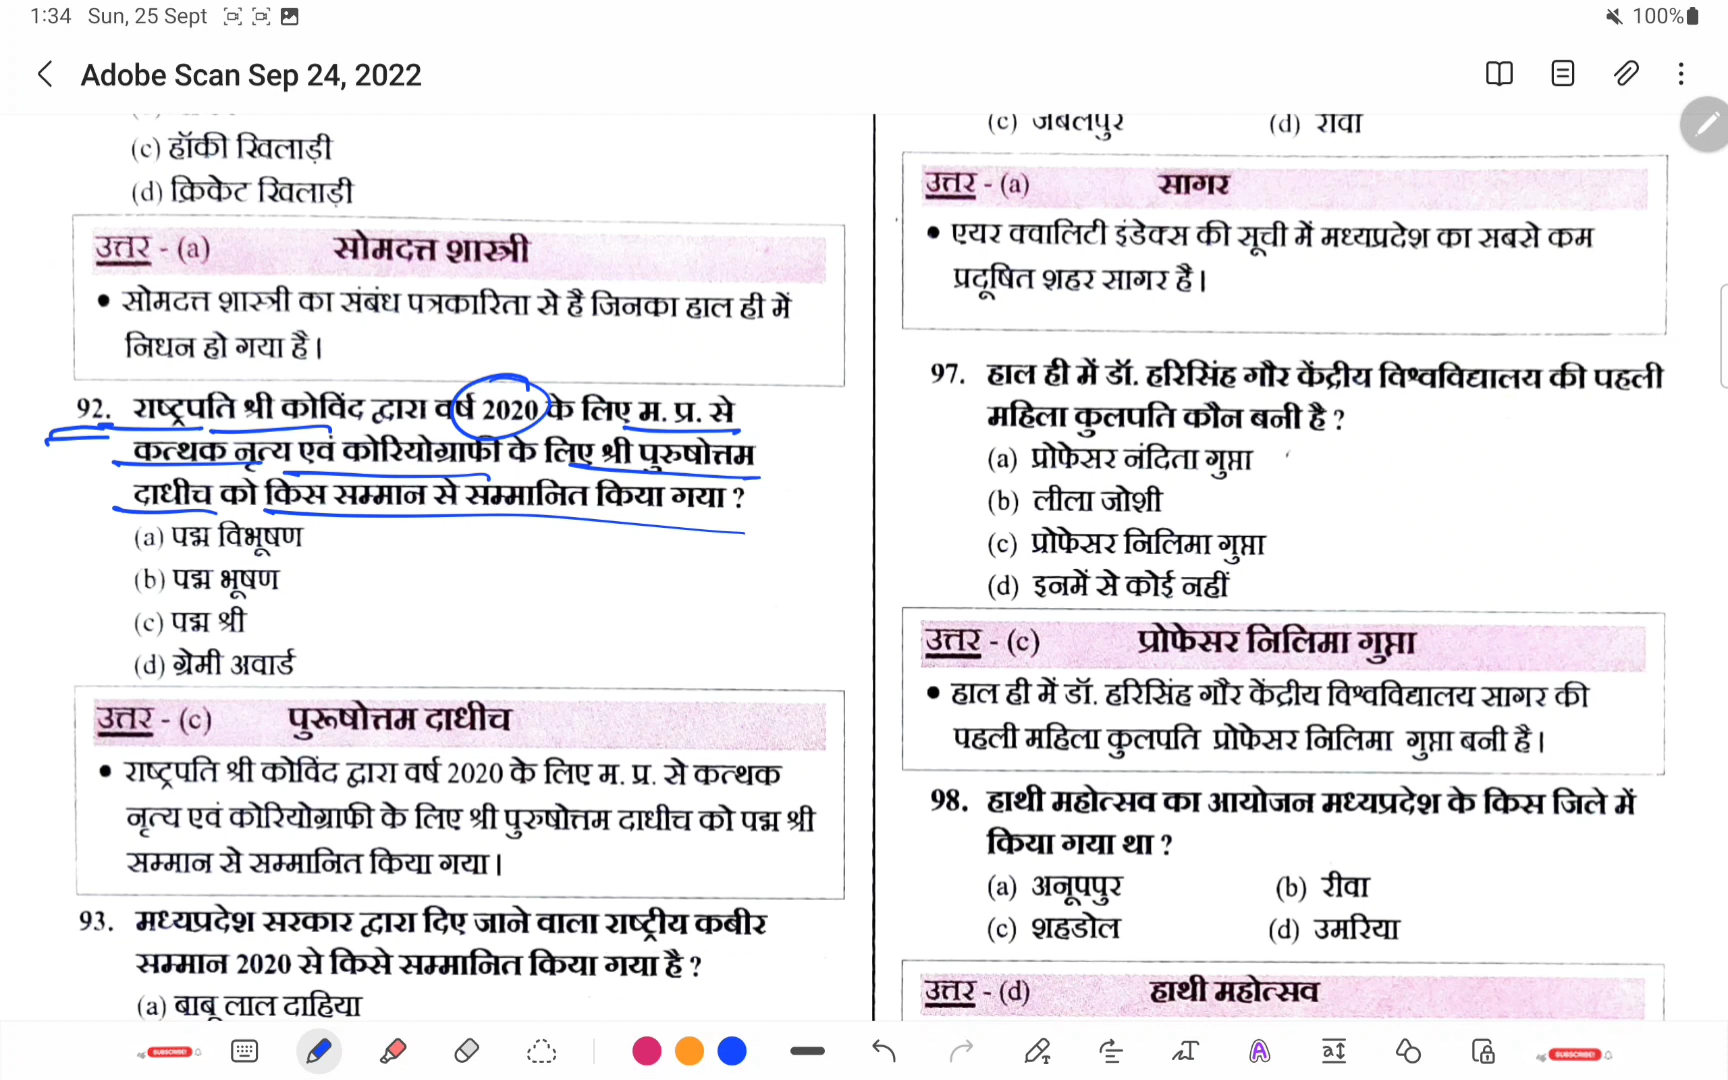 1:34 Sun, 25 Sept
100%
Adobe Scan Sep 24, 2022
(c) हॉकी खिलाड़ी
(d) क्रिकेट खिलाड़ी
उत्तर - (a) सोमदत्त शास्त्री
• सोमदत्त शास्त्री का संबंध पत्रकारिता से है जिनका हाल ही में
निधन हो गया है।
92. राष्ट्रपति श्री कोविंद द्वारा वर्ष 2020 के लिए म. प्र. से
कत्थक नृत्य एवं कोरियोग्राफी के लिए श्री पुरुषोत्तम
दाधीच को किस सम्मान से सम्मानित किया गया ?
(a) पद्म विभूषण
(b) पद्म भूषण
(c) पद्म श्री
(d) ग्रेमी अवार्ड
उत्तर - (c) पुरूषोत्तम दाधीच
• राष्ट्रपति श्री कोविंद द्वारा वर्ष 2020 के लिए म. प्र. से कत्थक
नृत्य एवं कोरियोग्राफी के लिए श्री पुरुषोत्तम दाधीच को पद्म श्री
सम्मान से सम्मानित किया गया।
93. मध्यप्रदेश सरकार द्वारा दिए जाने वाला राष्ट्रीय कबीर
सम्मान 2020 से किसे सम्मानित किया गया है ?
(a) बाबू लाल दाहिया
(c) जबलपुर (d) रीवा
उत्तर - (a) सागर
• एयर क्वालिटी इंडेक्स की सूची में मध्यप्रदेश का सबसे कम
प्रदूषित शहर सागर है।
97. हाल ही में डॉ. हरिसिंह गौर केंद्रीय विश्वविद्यालय की पहली
महिला कुलपति कौन बनी है ?
(a) प्रोफेसर नंदिता गुप्ता
(b) लीला जोशी
(c) प्रोफेसर निलिमा गुप्ता
(d) इनमें से कोई नहीं
उत्तर - (c) प्रोफेसर निलिमा गुप्ता
• हाल ही में डॉ. हरिसिंह गौर केंद्रीय विश्वविद्यालय सागर की
पहली महिला कुलपति प्रोफेसर निलिमा गुप्ता बनी है।
98. हाथी महोत्सव का आयोजन मध्यप्रदेश के किस जिले में
किया गया था ?
(a) अनूपपुर (b) रीवा
(c) शहडोल (d) उमरिया
उत्तर - (d) हाथी महोत्सव
SUBSCRIBE
SUBSCRIBE